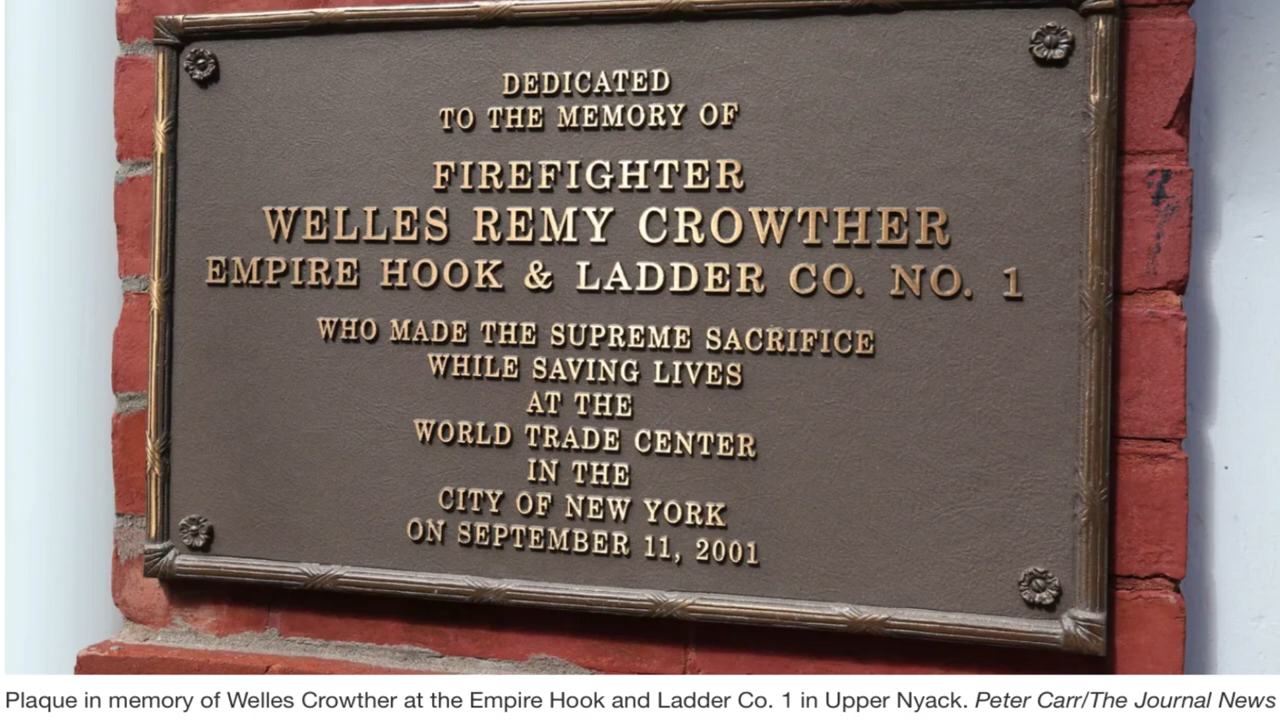 DEDICATED
TO THE MEMORY OF
FIREFIGHTER
WELLES REMY CROWTHER
EMPIRE HOOK & LADDER CO. NO. 1
WHO MADE THE SUPREME SACRIFICE
WHILE SAVING LIVES
AT THE
WORLD TRADE CENTER
IN THE
CITY OF NEW YORK
ON SEPTEMBER 11, 2001
Plaque in memory of Welles Crowther at the Empire Hook and Ladder Co. 1 in Upper Nyack. Peter Carr/The Journal News